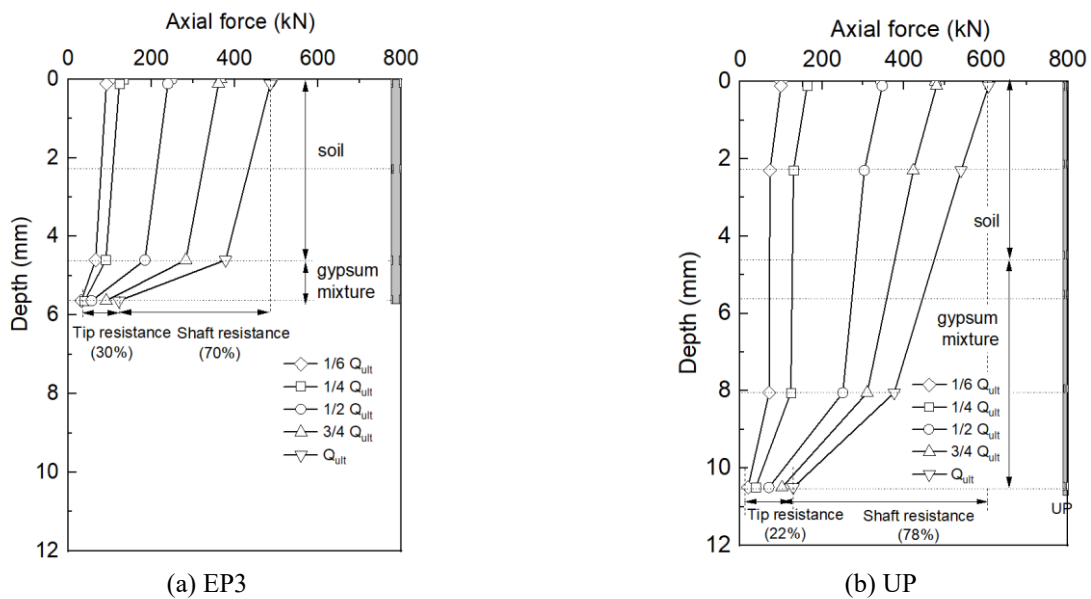 Axial force (kN)
0 200 400 600 800
0
2
4
6
8
10
12
Depth (mm)
soil
gypsum
mixture
Tip resistance
(30%)
Shaft resistance
(70%)
1/6 Qult
1/4 Qult
1/2 Qult
3/4 Qult
Qult
(a) EP3
Axial force (kN)
0 200 400 600 800
0
2
4
6
8
10
12
Depth (mm)
soil
gypsum
mixture
1/6 Qult
1/4 Qult
1/2 Qult
3/4 Qult
Qult
UP
Tip resistance
(22%)
Shaft resistance
(78%)
(b) UP